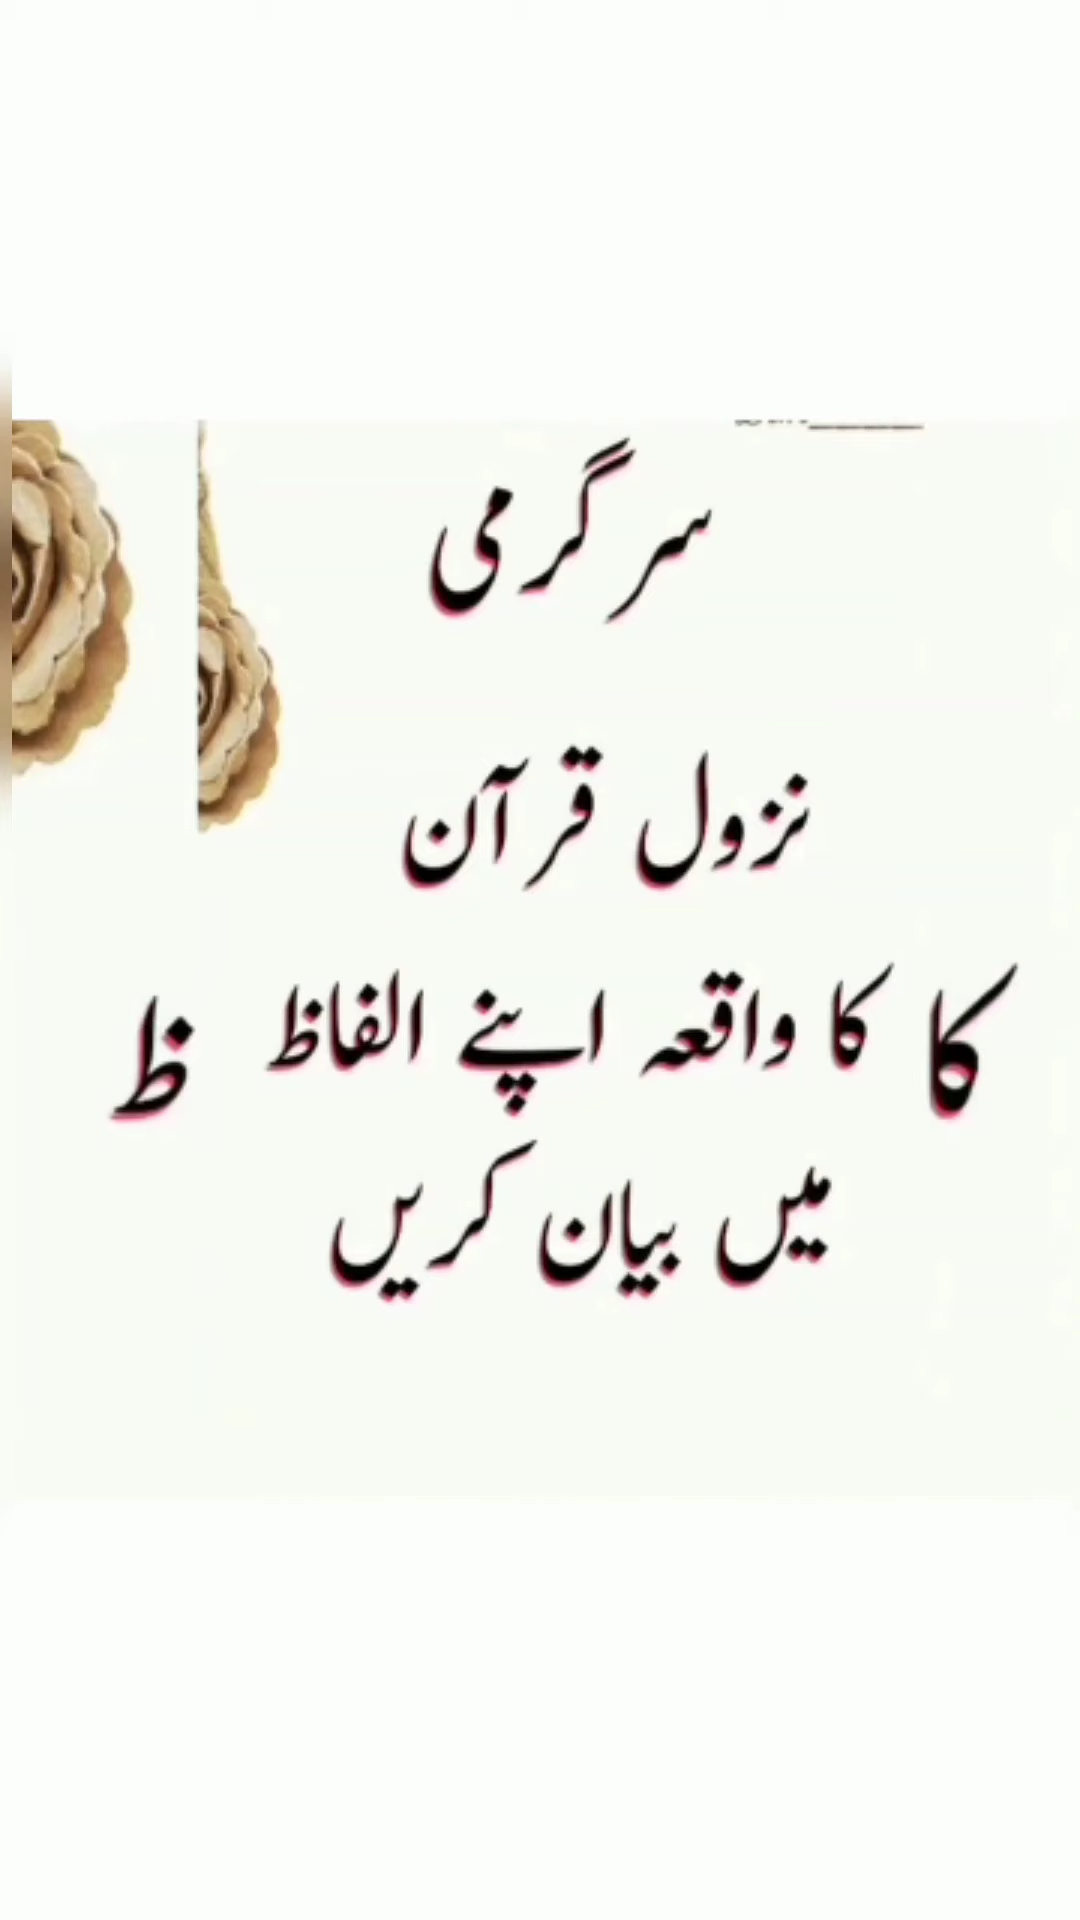 سرگرمی
نزول قرآن
کا کا واقعہ اپنے الفاظ ظ
میں بیان کریں